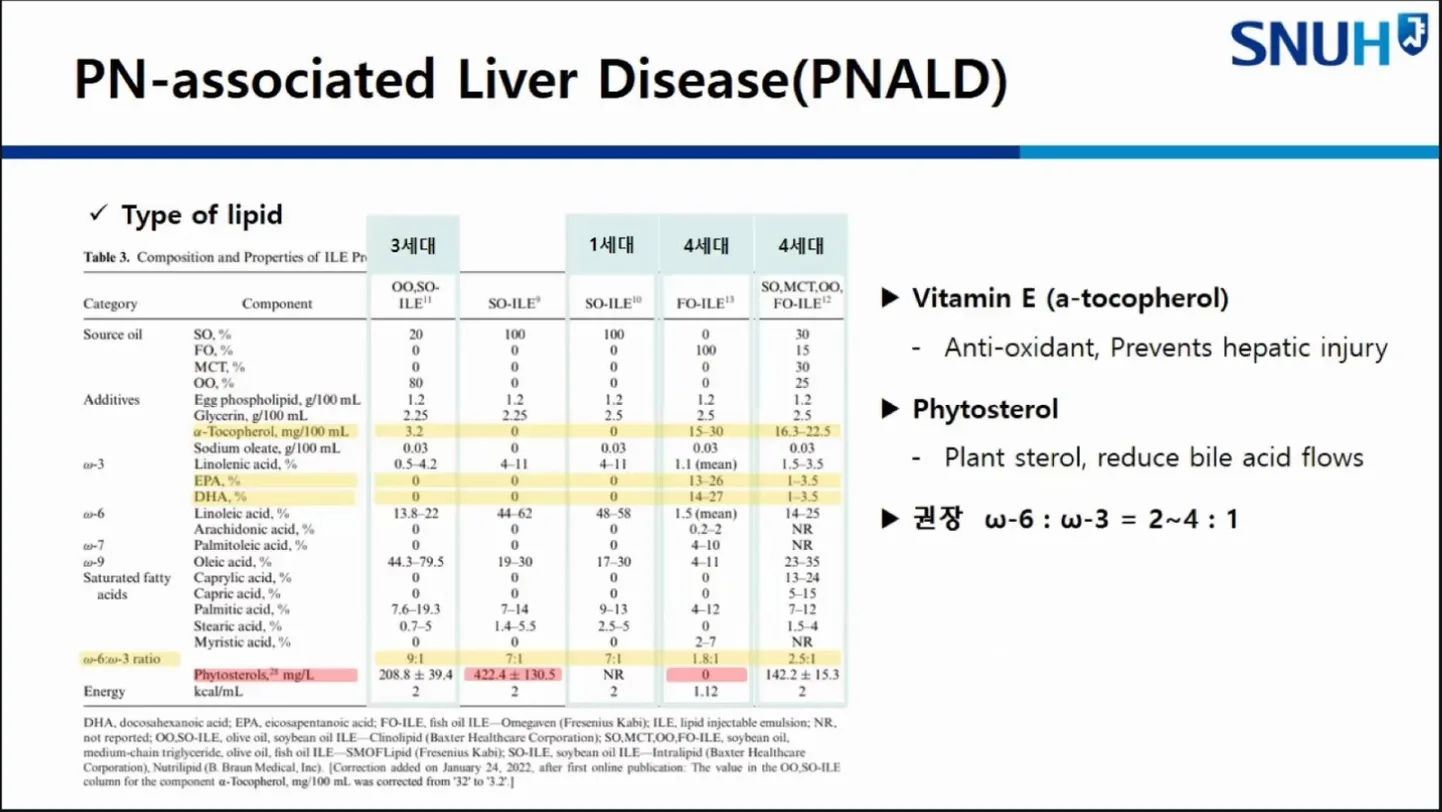 SNUH
PN-associated Liver Disease(PNALD)
✓ Type of lipid
3세대 1세대 4세대 4세대
Table 3. Composition and Properties of ILE Pr
Category Component OO,SO-ILE¹¹ SO-ILE⁹ SO-ILE¹⁰ FO-ILE¹³ SO,MCT,OO,FO-ILE¹²
Source oil SO, % 20 100 100 0 30
FO, % 0 0 0 100 15
MCT, % 0 0 0 0 30
OO, % 80 0 0 0 25
Additives Egg phospholipid, g/100 mL 1.2 1.2 1.2 1.2 1.2
Glycerin, g/100 mL 2.25 2.25 2.5 2.5 2.5
α-Tocopherol, mg/100 mL 3.2 0 0 15–30 16.3–22.5
Sodium oleate, g/100 mL 0.03 0 0.03 0.03 0.03
ω-3 Linolenic acid, % 0.5–4.2 4–11 4–11 1.1 (mean) 1.5–3.5
EPA, % 0 0 0 13–26 1–3.5
DHA, % 0 0 0 14–27 1–3.5
ω-6 Linoleic acid, % 13.8–22 44–62 48–58 1.5 (mean) 14–25
Arachidonic acid, % 0 0 0 0.2–2 NR
ω-7 Palmitoleic acid, % 0 0 0 4–10 NR
ω-9 Oleic acid, % 44.3–79.5 19–30 17–30 4–11 23–35
Saturated fatty acids Caprylic acid, % 0 0 0 0 13–24
Capric acid, % 0 0 0 0 5–15
Palmitic acid, % 7.6–19.3 7–14 9–13 4–12 7–12
Stearic acid, % 0.7–5 1.4–5.5 2.5–5 0 1.5–4
Myristic acid, % 0 0 0 2–7 NR
ω-6:ω-3 ratio 9:1 7:1 7:1 1.8:1 2.5:1
Phytosterols,²⁸ mg/L 208.8 ± 39.4 422.4 ± 130.5 NR 0 142.2 ± 15.3
Energy kcal/mL 2 2 2 1.12 2
DHA, docosahexanoic acid; EPA, eicosapentanoic acid; FO-ILE, fish oil ILE—Omegaven (Fresenius Kabi); ILE, lipid injectable emulsion; NR,
not reported; OO,SO-ILE, olive oil, soybean oil ILE—Clinolipid (Baxter Healthcare Corporation); SO,MCT,OO,FO-ILE, soybean oil,
medium-chain triglyceride, olive oil, fish oil ILE—SMOFLipid (Fresenius Kabi); SO-ILE, soybean oil ILE—Intralipid (Baxter Healthcare
Corporation), Nutrilipid (B. Braun Medical, Inc). [Correction added on January 24, 2022, after first online publication: The value in the OO,SO-ILE
column for the component α-Tocopherol, mg/100 mL was corrected from '32' to '3.2'.]
▶ Vitamin E (a-tocopherol)
- Anti-oxidant, Prevents hepatic injury
▶ Phytosterol
- Plant sterol, reduce bile acid flows
▶ 권장 ω-6 : ω-3 = 2~4 : 1